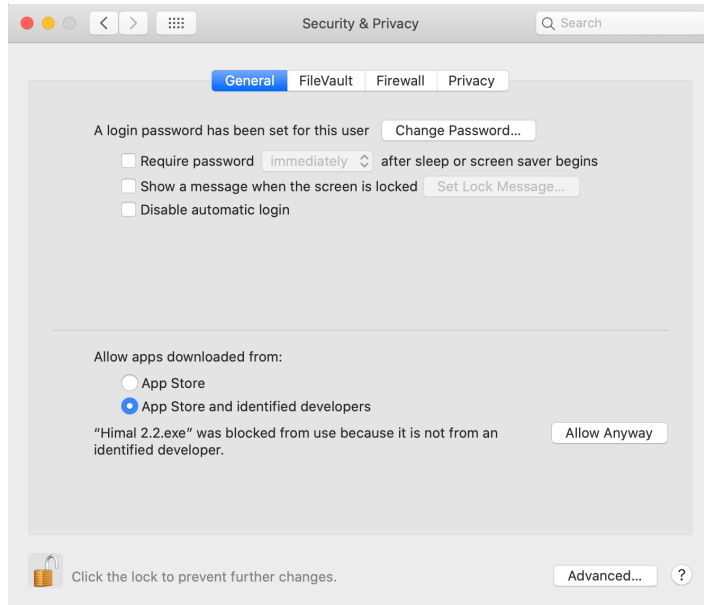 Security & Privacy
Search
General
FileVault
Firewall
Privacy
A login password has been set for this user
Change Password...
Require password immediately after sleep or screen saver begins
Show a message when the screen is locked Set Lock Message...
Disable automatic login
Allow apps downloaded from:
App Store
App Store and identified developers
“Himal 2.2.exe” was blocked from use because it is not from an
identified developer.
Allow Anyway
Click the lock to prevent further changes.
Advanced...
?